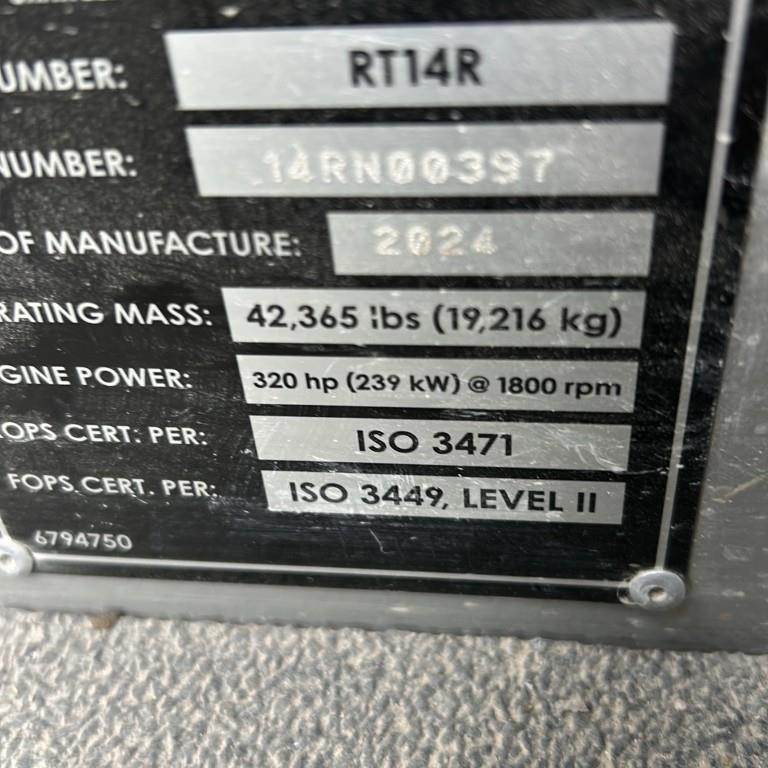 UMBER: RT14R
NUMBER: 14RN00397
OF MANUFACTURE: 2024
RATING MASS: 42,365 lbs (19,216 kg)
GINE POWER: 320 hp (239 kW) @ 1800 rpm
OPS CERT: PER: ISO 3471
FOPS CERT. PER: ISO 3449, LEVEL II
6794750